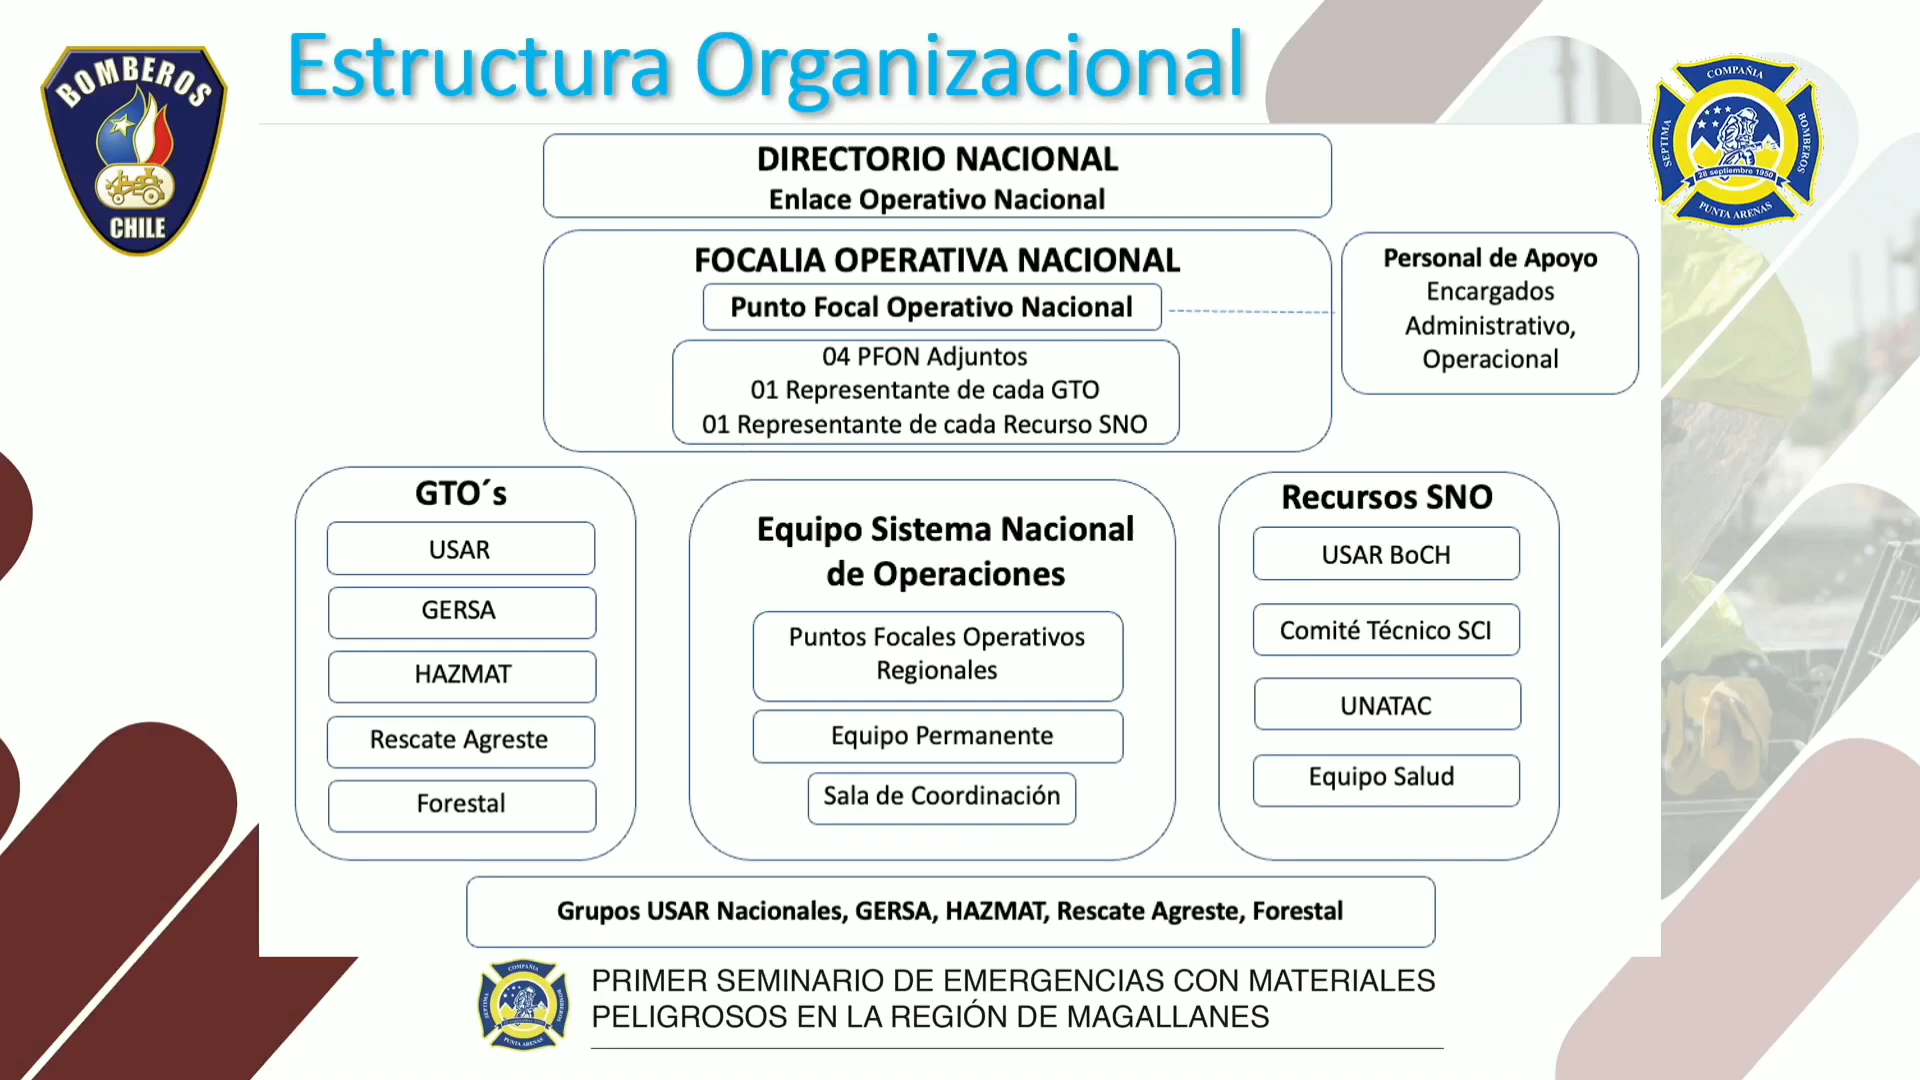 Estructura Organizacional
BOMBEROS
CHILE
COMPAÑIA
SEPTIMA
BOMBEROS
28 septiembre 1950
PUNTA ARENAS
DIRECTORIO NACIONAL
Enlace Operativo Nacional
FOCALIA OPERATIVA NACIONAL
Punto Focal Operativo Nacional
04 PFON Adjuntos
01 Representante de cada GTO
01 Representante de cada Recurso SNO
Personal de Apoyo
Encargados
Administrativo,
Operacional
GTO´s
USAR
GERSA
HAZMAT
Rescate Agreste
Forestal
Equipo Sistema Nacional
de Operaciones
Puntos Focales Operativos
Regionales
Equipo Permanente
Sala de Coordinación
Recursos SNO
USAR BoCH
Comité Técnico SCI
UNATAC
Equipo Salud
Grupos USAR Nacionales, GERSA, HAZMAT, Rescate Agreste, Forestal
COMPAÑIA
SEPTIMA
BOMBEROS
PUNTA ARENAS
PRIMER SEMINARIO DE EMERGENCIAS CON MATERIALES
PELIGROSOS EN LA REGIÓN DE MAGALLANES